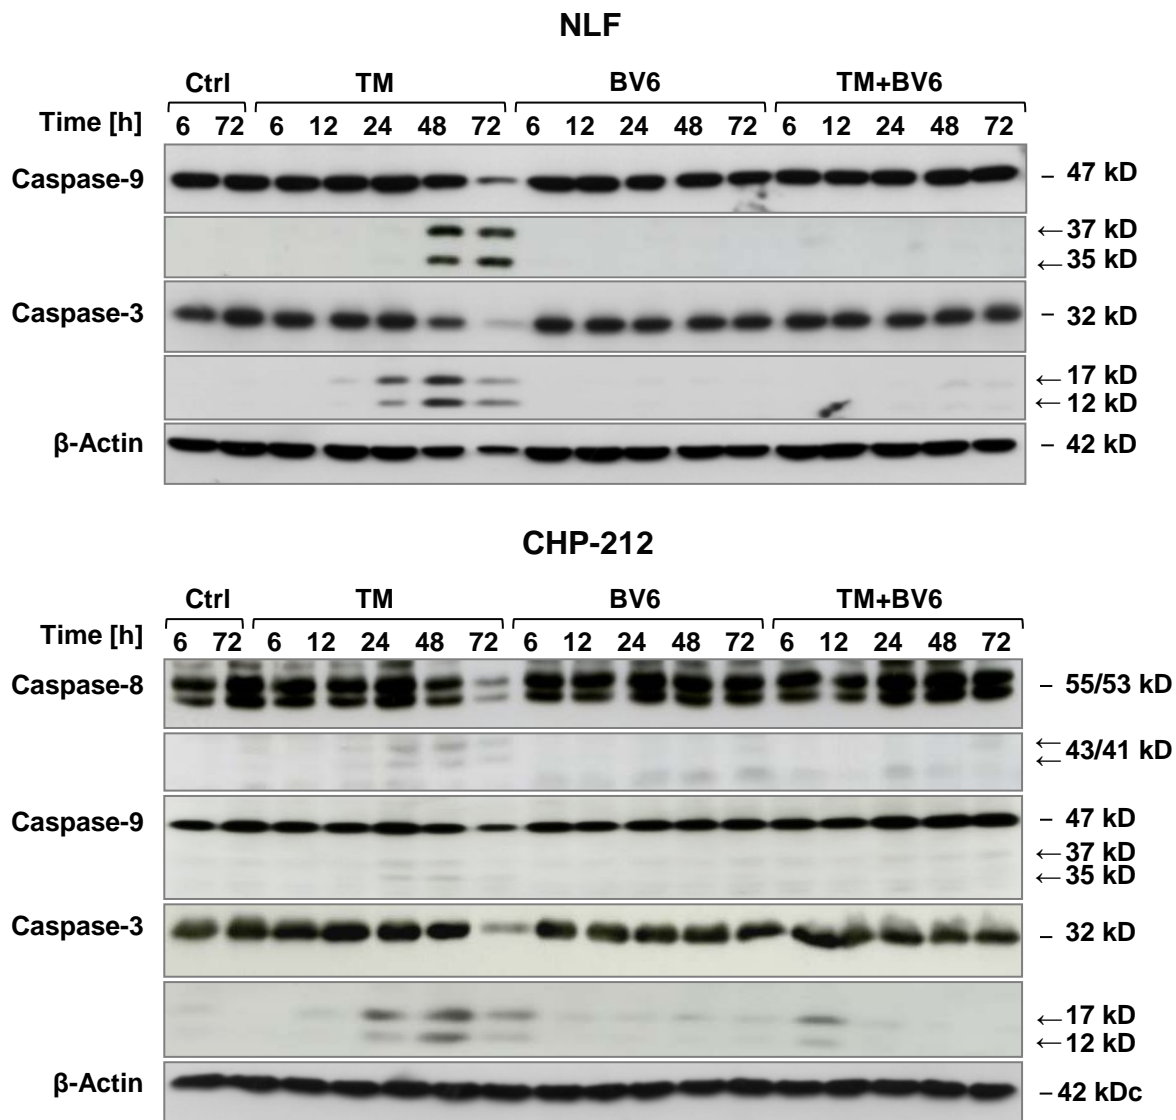 NLF
Ctrl TM BV6 TM+BV6
Time [h] 6 72 6 12 24 48 72 6 12 24 48 72 6 12 24 48 72
Caspase-9 – 47 kD
←37 kD
←35 kD
Caspase-3 – 32 kD
←17 kD
←12 kD
β-Actin – 42 kD
CHP-212
Ctrl TM BV6 TM+BV6
Time [h] 6 72 6 12 24 48 72 6 12 24 48 72 6 12 24 48 72
Caspase-8 – 55/53 kD
←
←43/41 kD
Caspase-9 – 47 kD
←37 kD
←35 kD
Caspase-3 – 32 kD
←17 kD
←12 kD
β-Actin –42 kDc